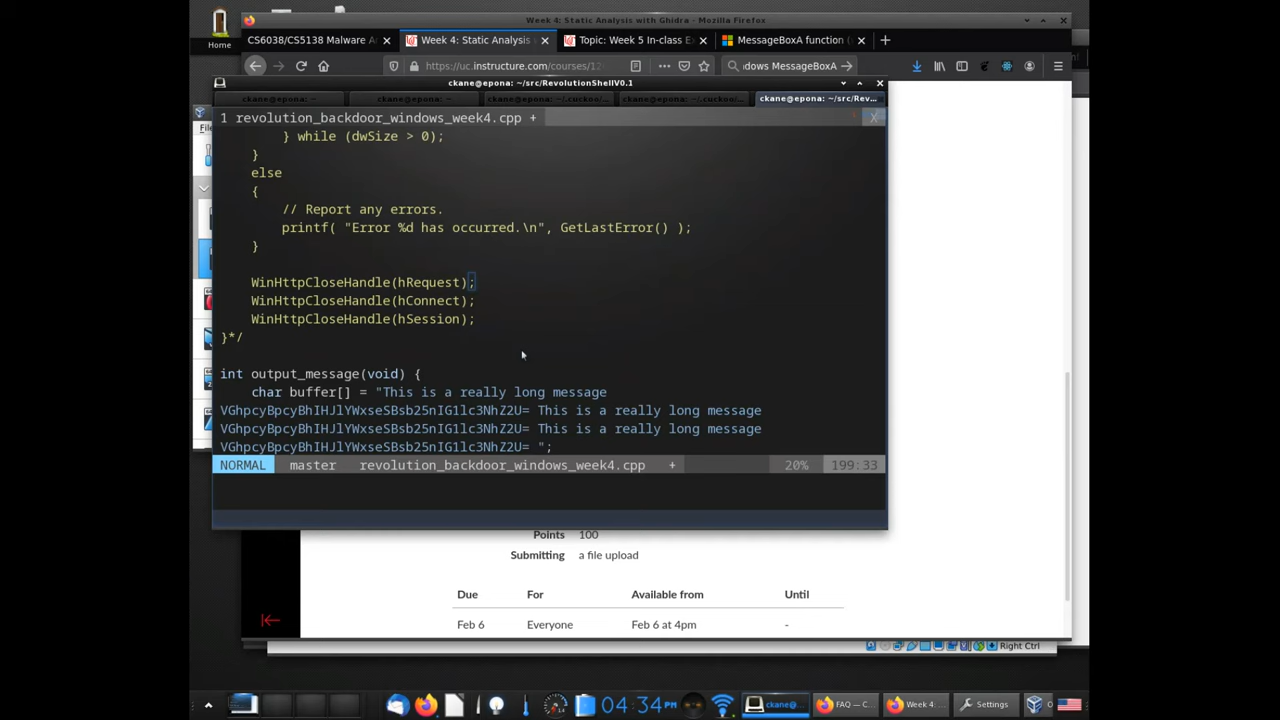 Home
Week 4: Static Analysis with Ghidra - Mozilla Firefox
CS6038/CS5138 Malware A
Week 4: Static Analysis
Topic: Week 5 In-class E
MessageBoxA function (
https://uc.instructure.com/courses/12
dows MessageBoxA
ckane@epona: ~/src/RevolutionShellV0.1
ckane@epona: ~
ckane@epona: ~
ckane@epona: ~/.cuckoo/...
ckane@epona: ~/.cuckoo/...
ckane@epona: ~/src/Rev...
File
1 revolution_backdoor_windows_week4.cpp +
X
} while (dwSize > 0);
}
else
{
// Report any errors.
printf( "Error %d has occurred.\n", GetLastError() );
}
WinHttpCloseHandle(hRequest);
WinHttpCloseHandle(hConnect);
WinHttpCloseHandle(hSession);
}*/
int output_message(void) {
char buffer[] = "This is a really long message
VGhpcyBpcyBhIHJlYWxseSBsb25nIG1lc3NhZ2U= This is a really long message
VGhpcyBpcyBhIHJlYWxseSBsb25nIG1lc3NhZ2U= This is a really long message
VGhpcyBpcyBhIHJlYWxseSBsb25nIG1lc3NhZ2U= ";
NORMAL master revolution_backdoor_windows_week4.cpp + 20% 199:33
Points 100
Submitting a file upload
Due For Available from Until
Feb 6 Everyone Feb 6 at 4pm -
Right Ctrl
04:34 PM
ckane@...
FAQ — C...
Week 4: ...
Settings